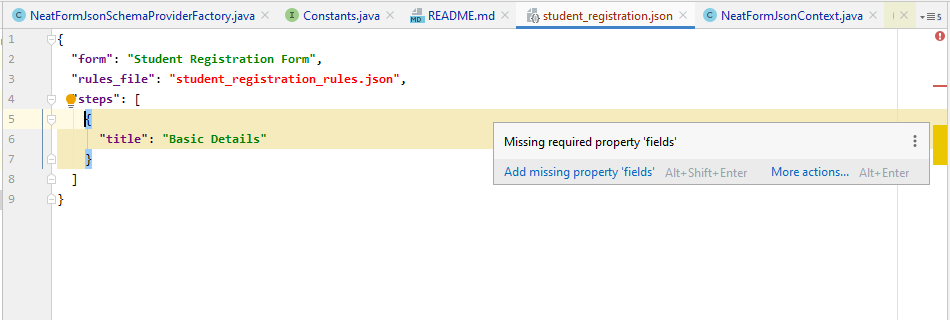 NeatFormJsonSchemaProviderFactory.java Constants.java README.md student_registration.json NeatFormJsonContext.java
1 {
2 "form": "Student Registration Form",
3 "rules_file": "student_registration_rules.json",
4 "steps": [
5 {
6 "title": "Basic Details"
7 }
8 ]
9 }
Missing required property 'fields'
Add missing property 'fields' Alt+Shift+Enter More actions... Alt+Enter